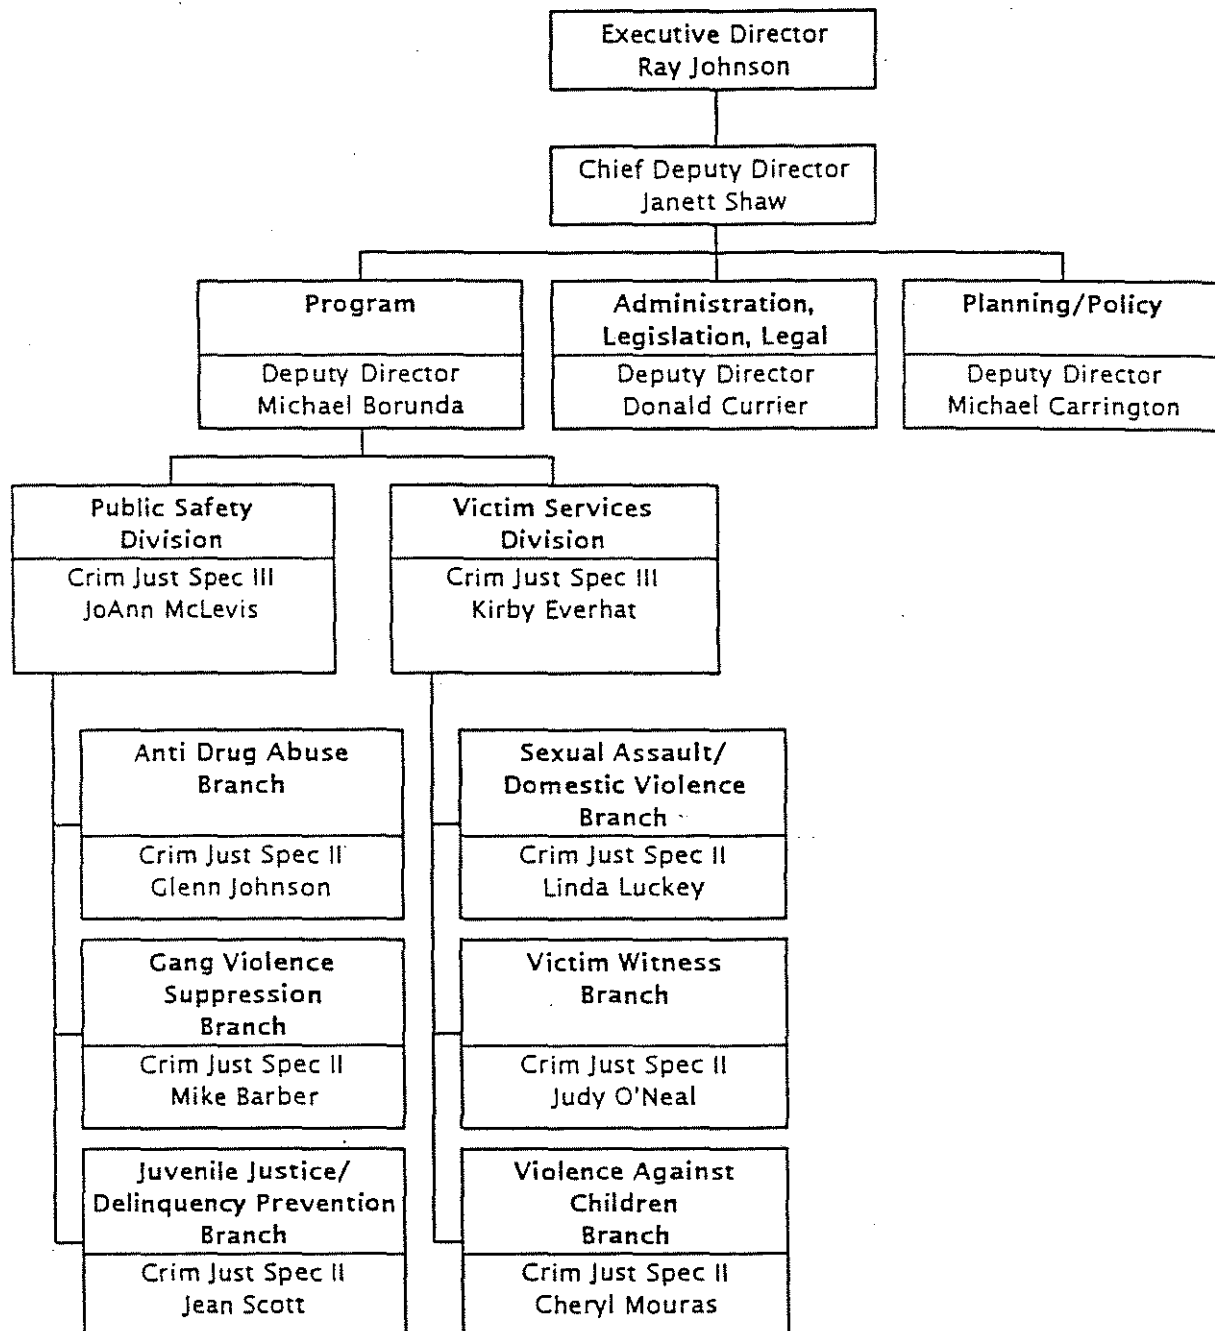 Executive Director
Ray Johnson
Chief Deputy Director
Janett Shaw
Program
Deputy Director
Michael Borunda
Administration,
Legislation, Legal
Deputy Director
Donald Currier
Planning/Policy
Deputy Director
Michael Carrington
Public Safety
Division
Crim Just Spec III
JoAnn McLevis
Victim Services
Division
Crim Just Spec III
Kirby Everhat
Anti Drug Abuse
Branch
Crim Just Spec II
Glenn Johnson
Gang Violence
Suppression
Branch
Crim Just Spec II
Mike Barber
Juvenile Justice/
Delinquency Prevention
Branch
Crim Just Spec II
Jean Scott
Sexual Assault/
Domestic Violence
Branch
Crim Just Spec II
Linda Luckey
Victim Witness
Branch
Crim Just Spec II
Judy O'Neal
Violence Against
Children
Branch
Crim Just Spec II
Cheryl Mouras